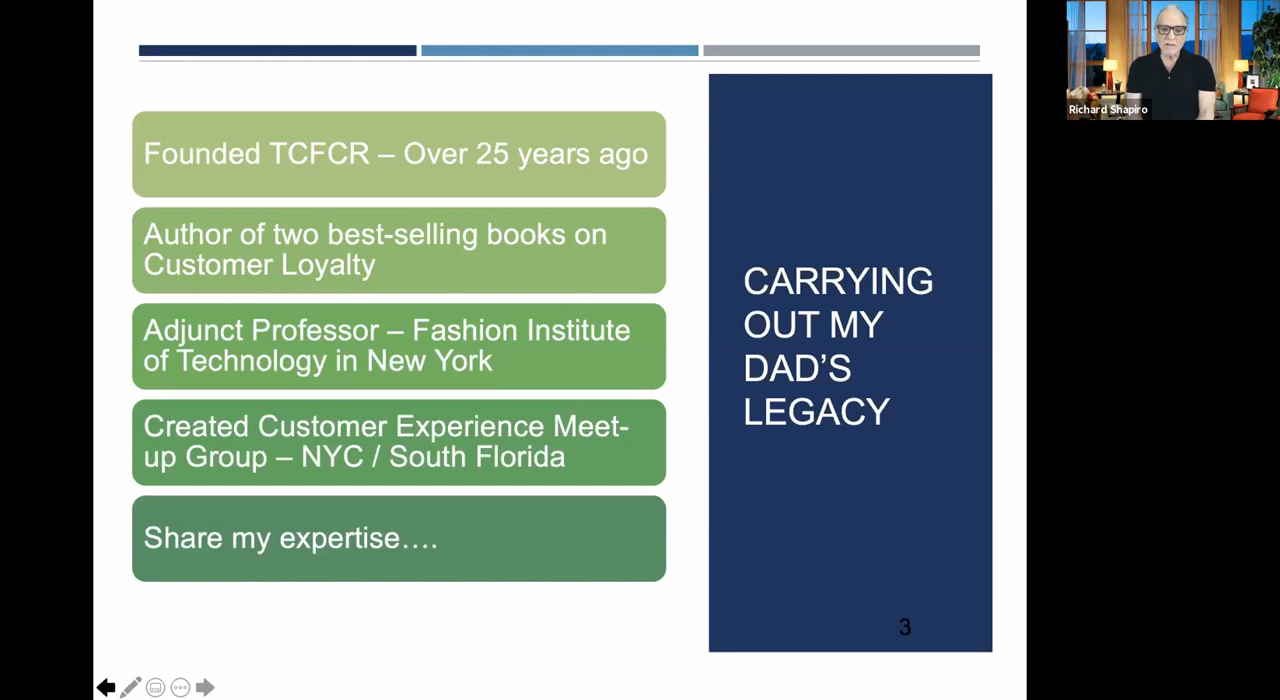 Founded TCFCR – Over 25 years ago
Author of two best-selling books on
Customer Loyalty
Adjunct Professor – Fashion Institute
of Technology in New York
Created Customer Experience Meet-
up Group – NYC / South Florida
Share my expertise….
CARRYING
OUT MY
DAD’S
LEGACY
3
Richard Shapiro